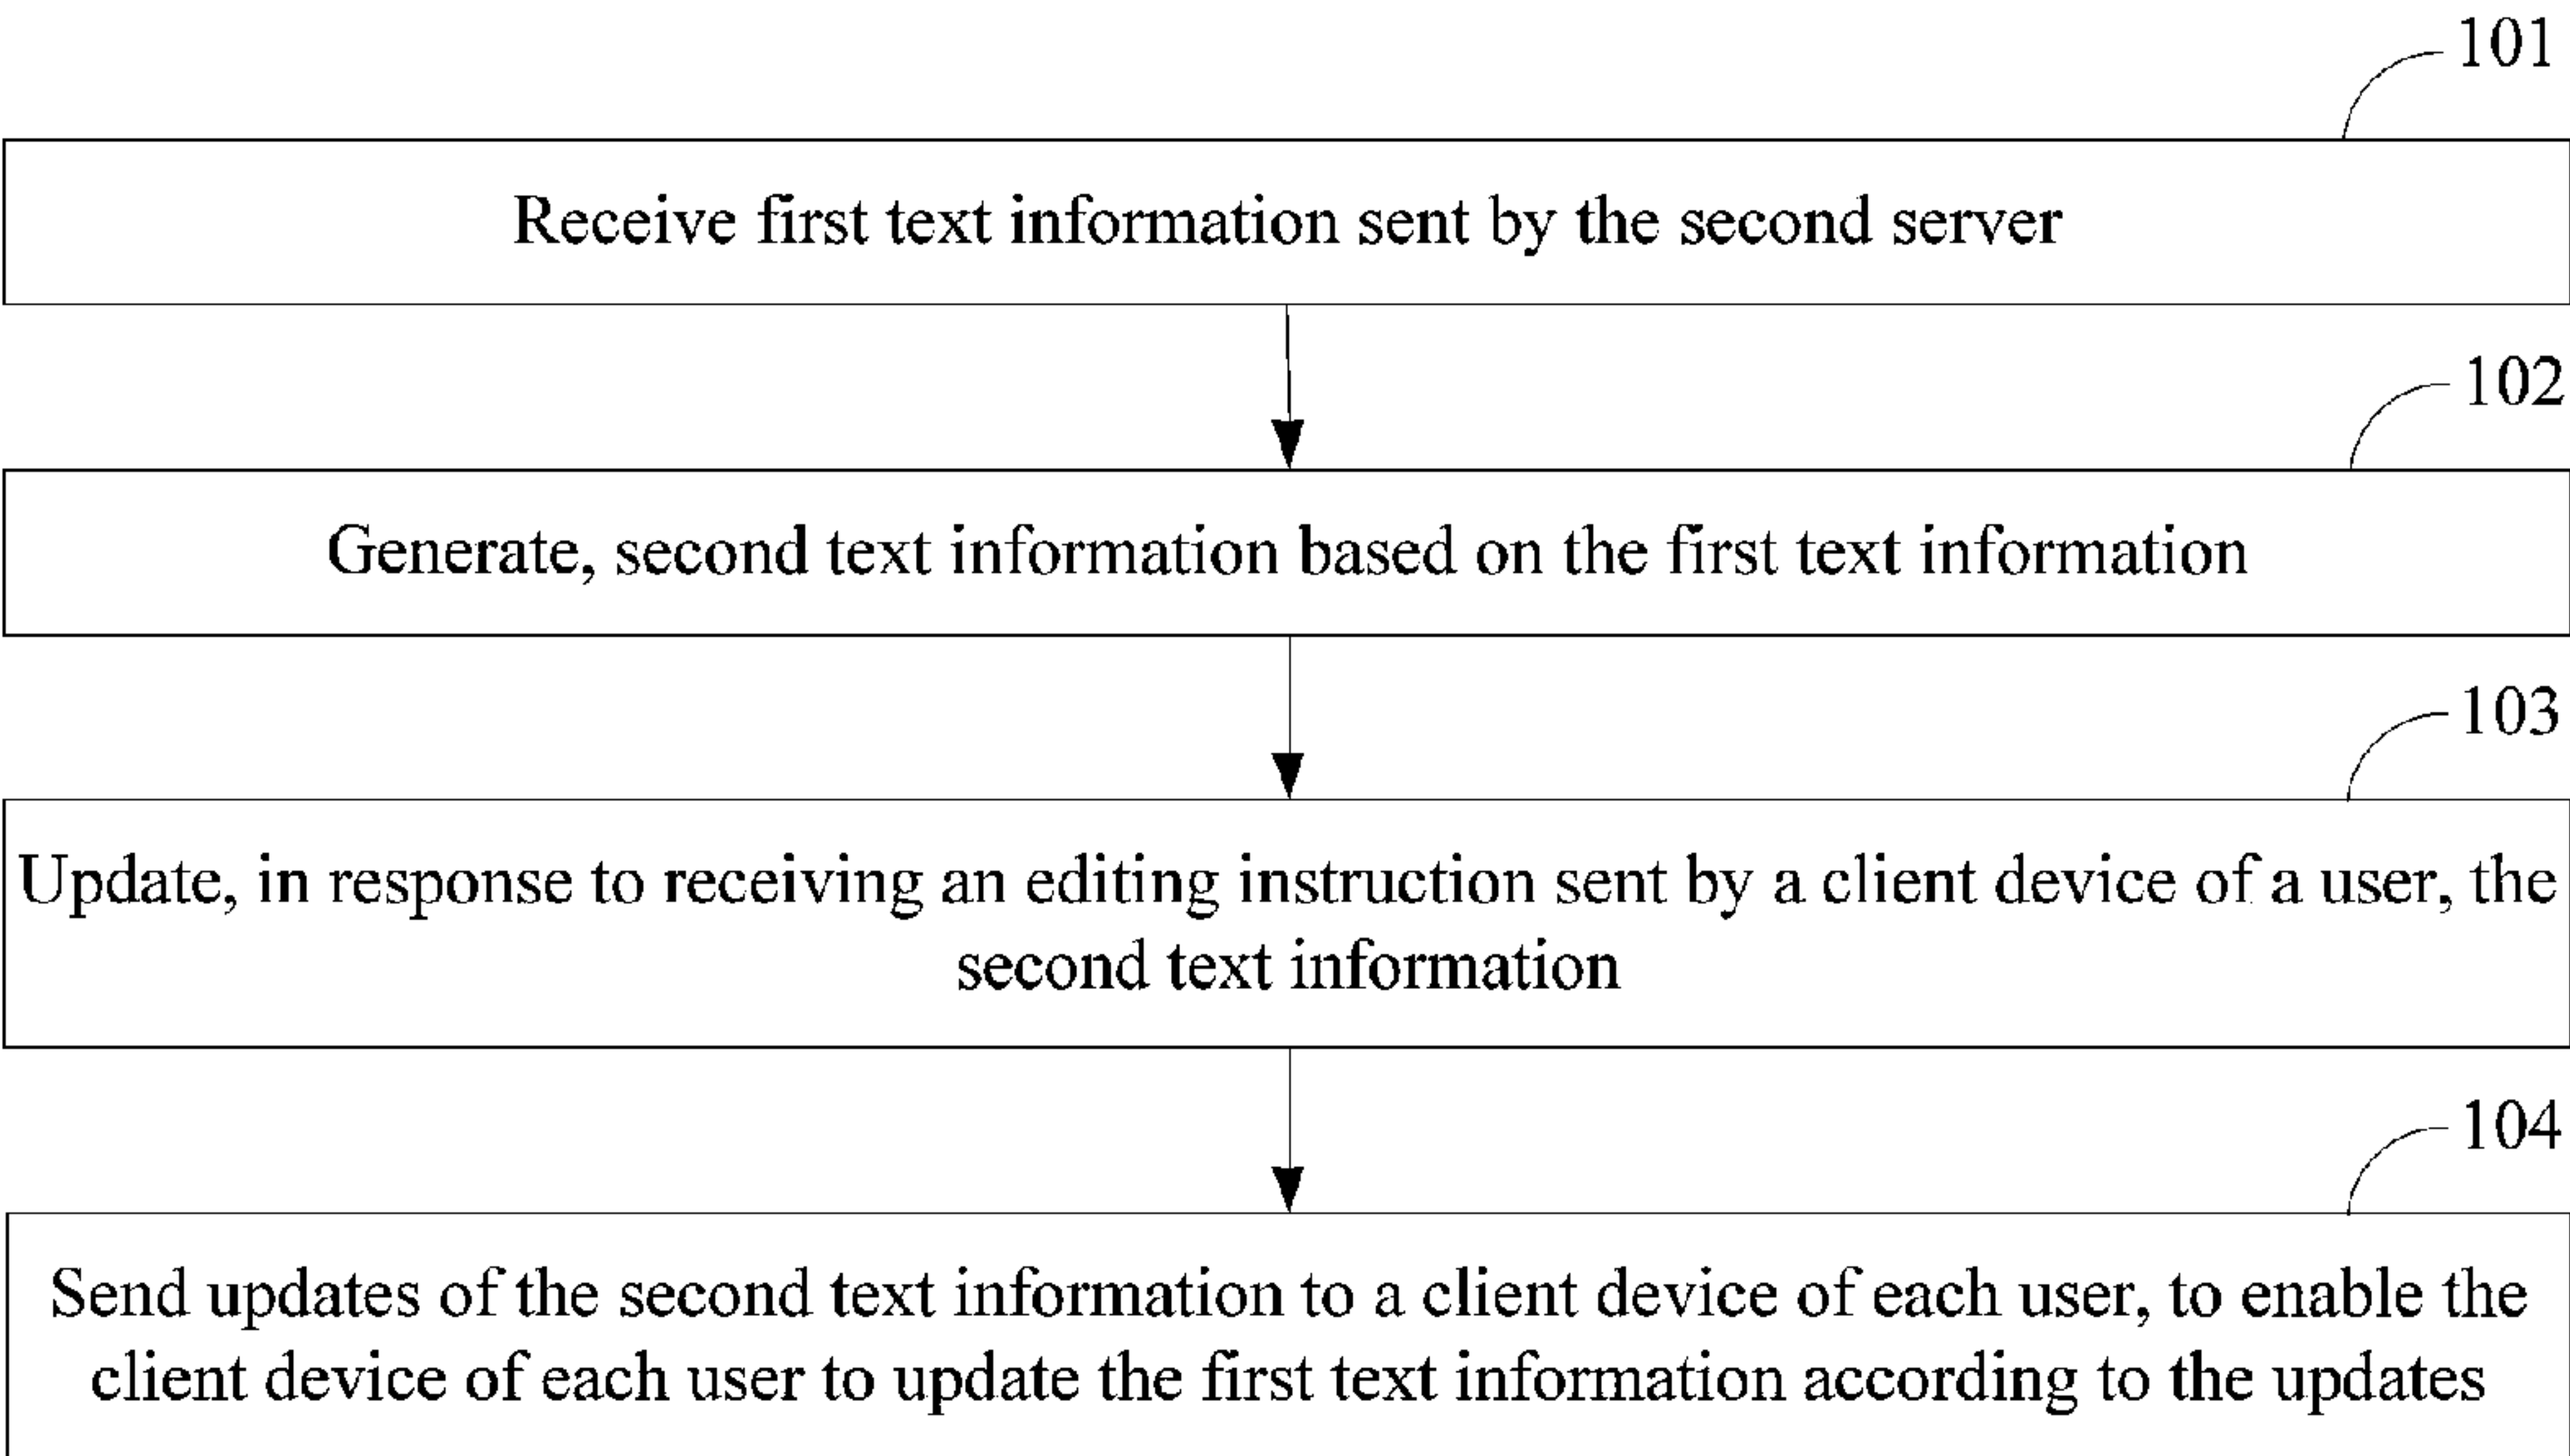 101
Receive first text information sent by the second server
102
Generate, second text information based on the first text information
103
Update, in response to receiving an editing instruction sent by a client device of a user, the
second text information
104
Send updates of the second text information to a client device of each user, to enable the
client device of each user to update the first text information according to the updates